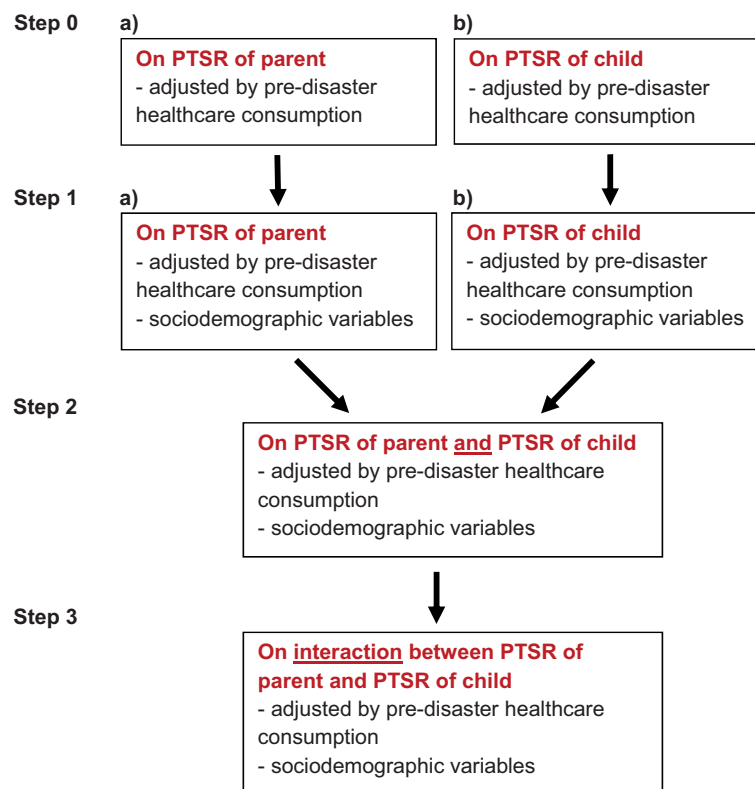 Step 0
a)
On PTSR of parent
- adjusted by pre-disaster
healthcare consumption
b)
On PTSR of child
- adjusted by pre-disaster
healthcare consumption
Step 1
a)
On PTSR of parent
- adjusted by pre-disaster
healthcare consumption
- sociodemographic variables
b)
On PTSR of child
- adjusted by pre-disaster
healthcare consumption
- sociodemographic variables
Step 2
On PTSR of parent and PTSR of child
- adjusted by pre-disaster healthcare
consumption
- sociodemographic variables
Step 3
On interaction between PTSR of
parent and PTSR of child
- adjusted by pre-disaster healthcare
consumption
- sociodemographic variables